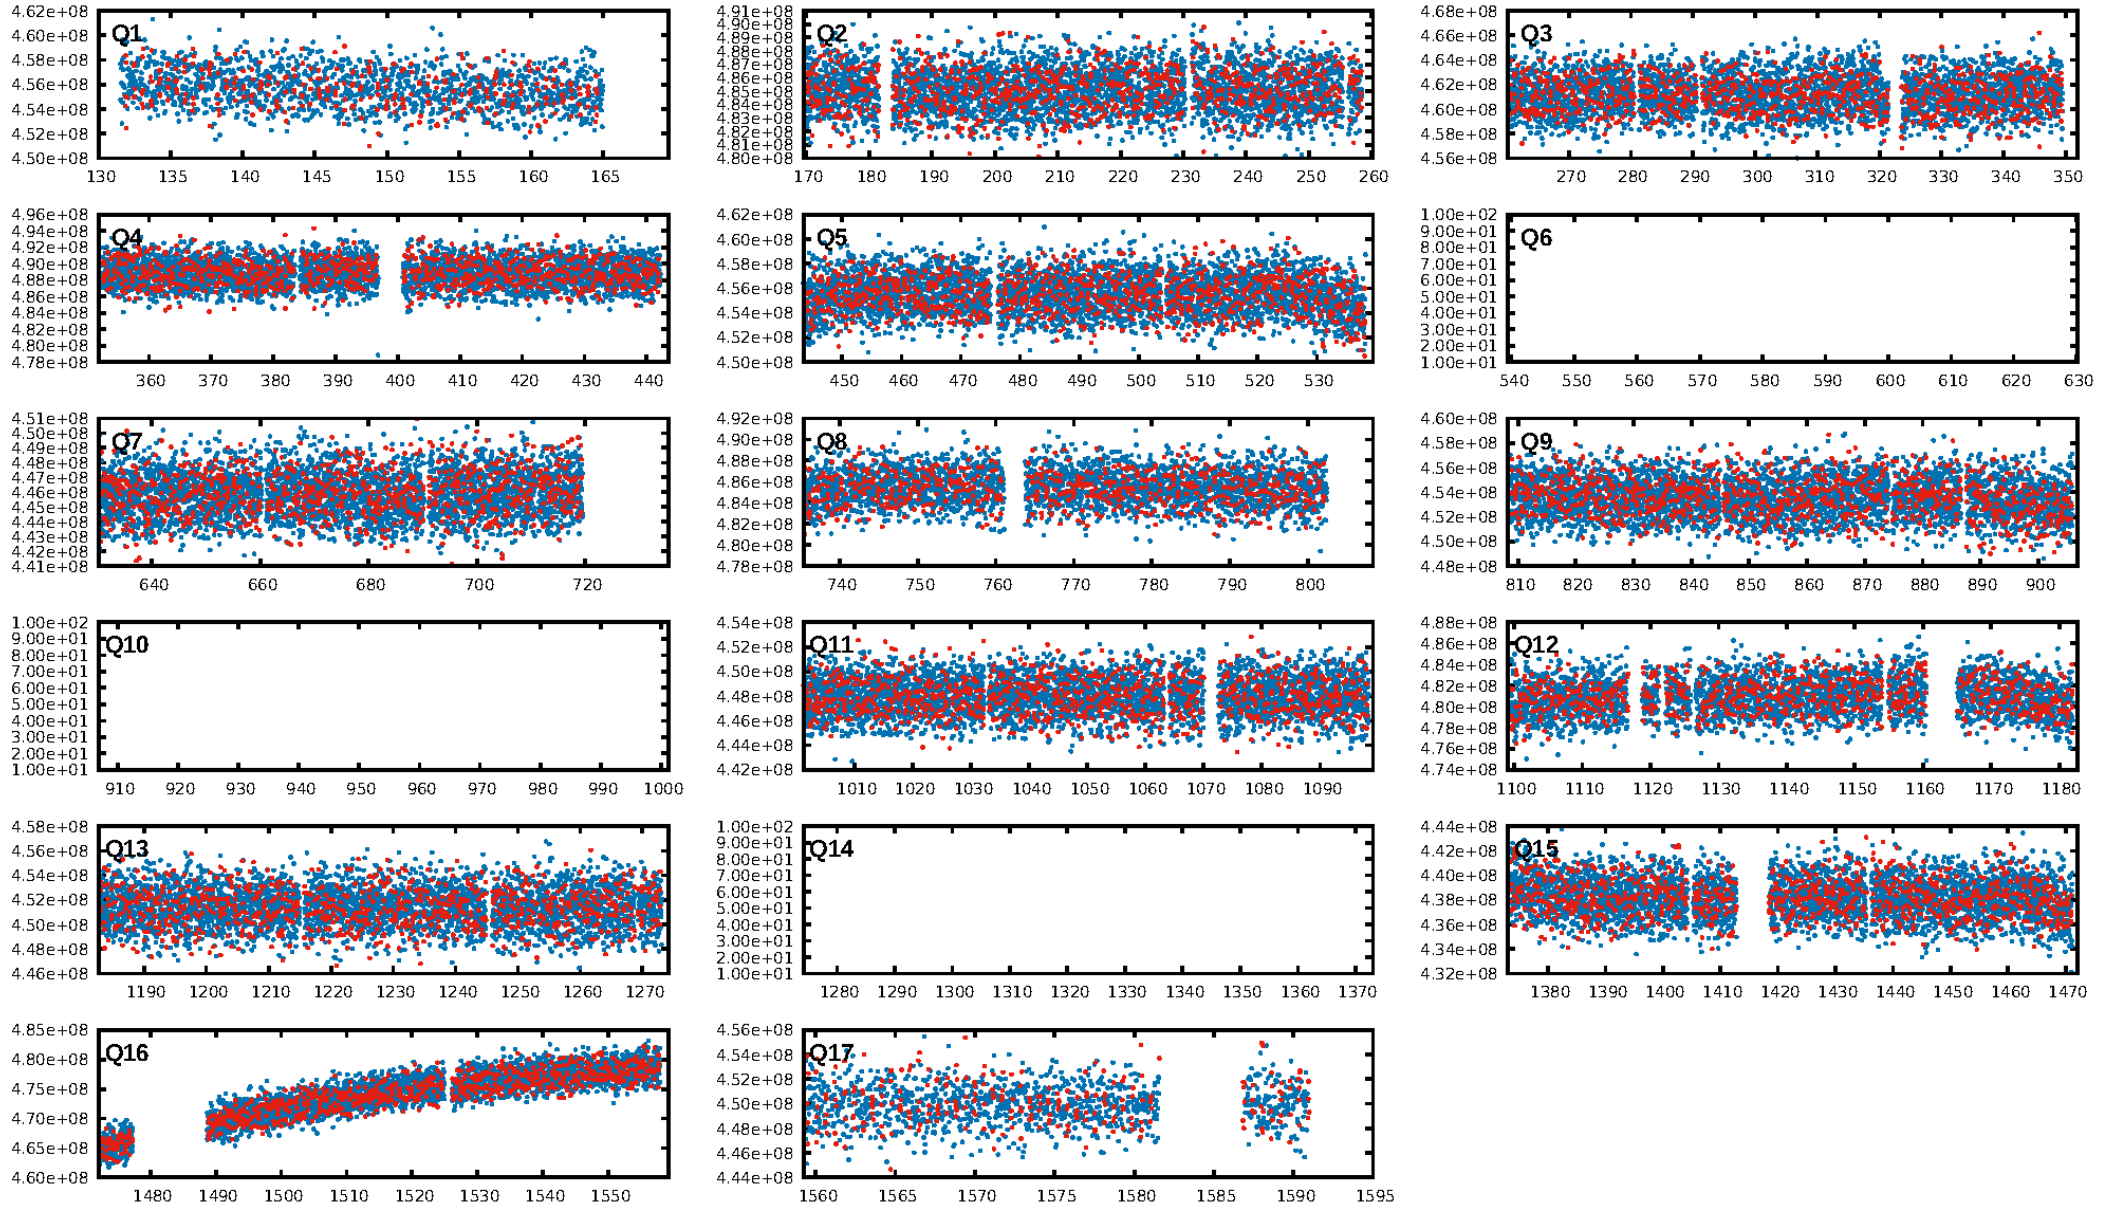 4.62e+08
Q1
4.60e+08
4.58e+08
4.56e+08
4.54e+08
4.52e+08
4.50e+08
130 135 140 145 150 155 160 165
4.91e+08
4.90e+08
Q2
4.89e+08
4.88e+08
4.87e+08
4.86e+08
4.85e+08
4.84e+08
4.83e+08
4.82e+08
4.81e+08
4.80e+08
170 180 190 200 210 220 230 240 250 260
4.68e+08
Q3
4.66e+08
4.64e+08
4.62e+08
4.60e+08
4.58e+08
4.56e+08
270 280 290 300 310 320 330 340 350
4.96e+08
4.94e+08
Q4
4.92e+08
4.90e+08
4.88e+08
4.86e+08
4.84e+08
4.82e+08
4.80e+08
4.78e+08
360 370 380 390 400 410 420 430 440
4.62e+08
Q5
4.60e+08
4.58e+08
4.56e+08
4.54e+08
4.52e+08
4.50e+08
450 460 470 480 490 500 510 520 530
1.00e+02
9.00e+01
Q6
8.00e+01
7.00e+01
6.00e+01
5.00e+01
4.00e+01
3.00e+01
2.00e+01
1.00e+01
540 550 560 570 580 590 600 610 620 630
4.51e+08
4.50e+08
Q7
4.49e+08
4.48e+08
4.47e+08
4.46e+08
4.45e+08
4.44e+08
4.43e+08
4.42e+08
4.41e+08
640 660 680 700 720
4.92e+08
Q8
4.90e+08
4.88e+08
4.86e+08
4.84e+08
4.82e+08
4.80e+08
4.78e+08
740 750 760 770 780 790 800
4.60e+08
Q9
4.58e+08
4.56e+08
4.54e+08
4.52e+08
4.50e+08
4.48e+08
810 820 830 840 850 860 870 880 890 900
1.00e+02
9.00e+01
Q10
8.00e+01
7.00e+01
6.00e+01
5.00e+01
4.00e+01
3.00e+01
2.00e+01
1.00e+01
910 920 930 940 950 960 970 980 990 1000
4.54e+08
Q11
4.52e+08
4.50e+08
4.48e+08
4.46e+08
4.44e+08
4.42e+08
1010 1020 1030 1040 1050 1060 1070 1080 1090
4.88e+08
Q12
4.86e+08
4.84e+08
4.82e+08
4.80e+08
4.78e+08
4.76e+08
4.74e+08
1100 1110 1120 1130 1140 1150 1160 1170 1180
4.58e+08
Q13
4.56e+08
4.54e+08
4.52e+08
4.50e+08
4.48e+08
4.46e+08
1190 1200 1210 1220 1230 1240 1250 1260 1270
1.00e+02
9.00e+01
Q14
8.00e+01
7.00e+01
6.00e+01
5.00e+01
4.00e+01
3.00e+01
2.00e+01
1.00e+01
1280 1290 1300 1310 1320 1330 1340 1350 1360 1370
4.44e+08
Q15
4.42e+08
4.40e+08
4.38e+08
4.36e+08
4.34e+08
4.32e+08
1380 1390 1400 1410 1420 1430 1440 1450 1460 1470
4.85e+08
Q16
4.80e+08
4.75e+08
4.70e+08
4.65e+08
4.60e+08
1480 1490 1500 1510 1520 1530 1540 1550
4.56e+08
Q17
4.54e+08
4.52e+08
4.50e+08
4.48e+08
4.46e+08
4.44e+08
1560 1565 1570 1575 1580 1585 1590 1595